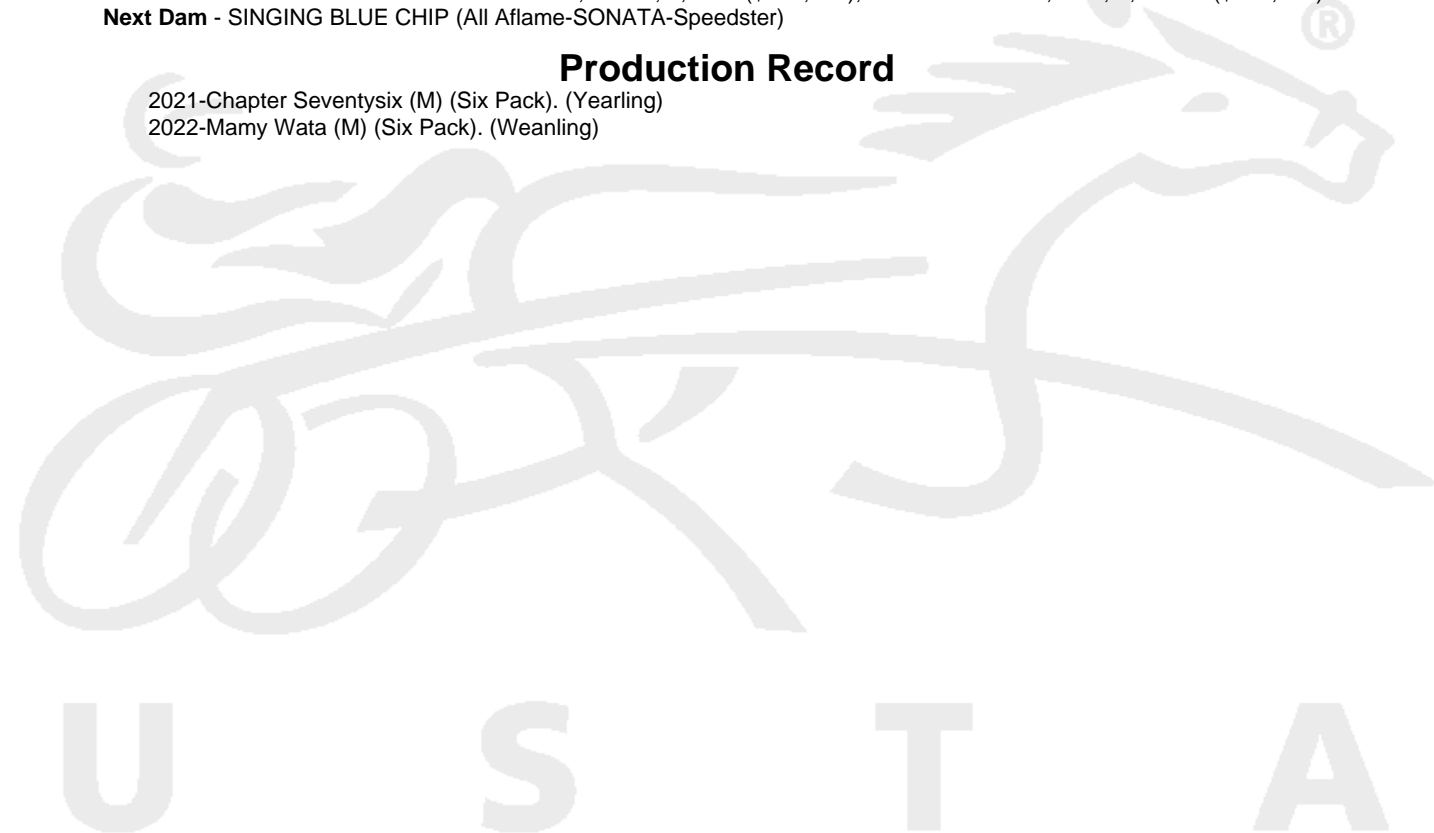 Next Dam - SINGING BLUE CHIP (All Aflame-SONATA-Speedster)
Production Record
2021-Chapter Seventysix (M) (Six Pack). (Yearling)
2022-Mamy Wata (M) (Six Pack). (Weanling)
®
U S T A